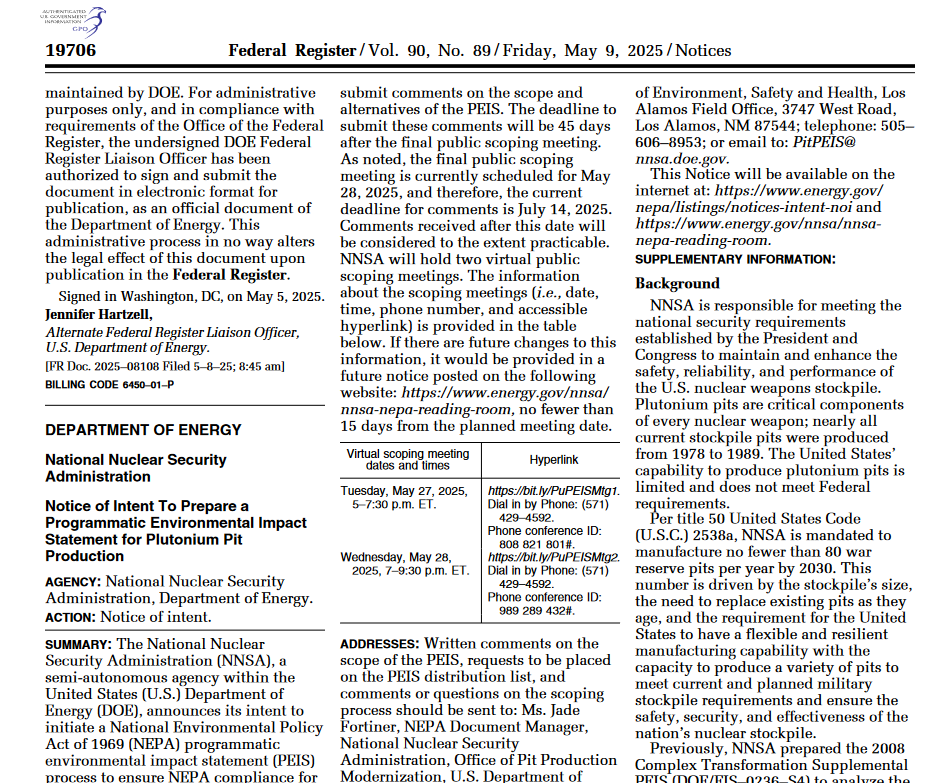 AUTHENTICATED
U.S. GOVERNMENT
INFORMATION
GPO
19706
Federal Register / Vol. 90, No. 89 / Friday, May 9, 2025 / Notices
maintained by DOE. For administrative
purposes only, and in compliance with
requirements of the Office of the Federal
Register, the undersigned DOE Federal
Register Liaison Officer has been
authorized to sign and submit the
document in electronic format for
publication, as an official document of
the Department of Energy. This
administrative process in no way alters
the legal effect of this document upon
publication in the Federal Register.
Signed in Washington, DC, on May 5, 2025.
Jennifer Hartzell,
Alternate Federal Register Liaison Officer,
U.S. Department of Energy.
[FR Doc. 2025–08108 Filed 5–8–25; 8:45 am]
BILLING CODE 6450–01–P
DEPARTMENT OF ENERGY
National Nuclear Security
Administration
Notice of Intent To Prepare a
Programmatic Environmental Impact
Statement for Plutonium Pit
Production
AGENCY: National Nuclear Security
Administration, Department of Energy.
ACTION: Notice of intent.
SUMMARY: The National Nuclear
Security Administration (NNSA), a
semi-autonomous agency within the
United States (U.S.) Department of
Energy (DOE), announces its intent to
initiate a National Environmental Policy
Act of 1969 (NEPA) programmatic
environmental impact statement (PEIS)
process to ensure NEPA compliance for
submit comments on the scope and
alternatives of the PEIS. The deadline to
submit these comments will be 45 days
after the final public scoping meeting.
As noted, the final public scoping
meeting is currently scheduled for May
28, 2025, and therefore, the current
deadline for comments is July 14, 2025.
Comments received after this date will
be considered to the extent practicable.
NNSA will hold two virtual public
scoping meetings. The information
about the scoping meetings (i.e., date,
time, phone number, and accessible
hyperlink) is provided in the table
below. If there are future changes to this
information, it would be provided in a
future notice posted on the following
website: https://www.energy.gov/nnsa/
nnsa-nepa-reading-room, no fewer than
15 days from the planned meeting date.
Virtual scoping meeting
dates and times
Hyperlink
Tuesday, May 27, 2025,
5–7:30 p.m. ET.
https://bit.ly/PuPEISMtg1.
Dial in by Phone: (571)
429–4592.
Phone conference ID:
808 821 801#.
Wednesday, May 28,
2025, 7–9:30 p.m. ET.
https://bit.ly/PuPEISMtg2.
Dial in by Phone: (571)
429–4592.
Phone conference ID:
989 289 432#.
ADDRESSES: Written comments on the
scope of the PEIS, requests to be placed
on the PEIS distribution list, and
comments or questions on the scoping
process should be sent to: Ms. Jade
Fortiner, NEPA Document Manager,
National Nuclear Security
Administration, Office of Pit Production
Modernization, U.S. Department of
of Environment, Safety and Health, Los
Alamos Field Office, 3747 West Road,
Los Alamos, NM 87544; telephone: 505–
606–8953; or email to: PitPEIS@
nnsa.doe.gov.
This Notice will be available on the
internet at: https://www.energy.gov/
nepa/listings/notices-intent-noi and
https://www.energy.gov/nnsa/nnsa-
nepa-reading-room.
SUPPLEMENTARY INFORMATION:
Background
NNSA is responsible for meeting the
national security requirements
established by the President and
Congress to maintain and enhance the
safety, reliability, and performance of
the U.S. nuclear weapons stockpile.
Plutonium pits are critical components
of every nuclear weapon; nearly all
current stockpile pits were produced
from 1978 to 1989. The United States'
capability to produce plutonium pits is
limited and does not meet Federal
requirements.
Per title 50 United States Code
(U.S.C.) 2538a, NNSA is mandated to
manufacture no fewer than 80 war
reserve pits per year by 2030. This
number is driven by the stockpile's size,
the need to replace existing pits as they
age, and the requirement for the United
States to have a flexible and resilient
manufacturing capability with the
capacity to produce a variety of pits to
meet current and planned military
stockpile requirements and ensure the
safety, security, and effectiveness of the
nation's nuclear stockpile.
Previously, NNSA prepared the 2008
Complex Transformation Supplemental
PEIS (DOE/EIS–0236–S4) to analyze the